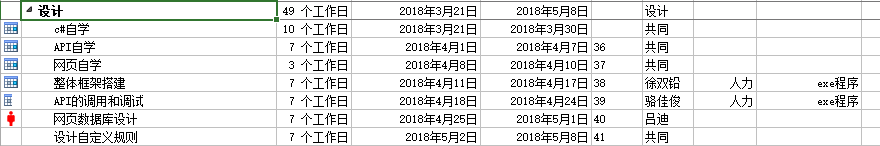 设计 49 个工作日 2018年3月21日 2018年5月8日 设计
c#自学 10 个工作日 2018年3月21日 2018年3月30日 共同
API自学 7 个工作日 2018年4月1日 2018年4月7日 36 共同
网页自学 3 个工作日 2018年4月8日 2018年4月10日 37 共同
整体框架搭建 7 个工作日 2018年4月11日 2018年4月17日 38 徐双铅 人力 exe程序
API的调用和调试 7 个工作日 2018年4月18日 2018年4月24日 39 骆佳俊 人力 exe程序
网页数据库设计 7 个工作日 2018年4月25日 2018年5月1日 40 吕迪
设计自定义规则 7 个工作日 2018年5月2日 2018年5月8日 41 共同